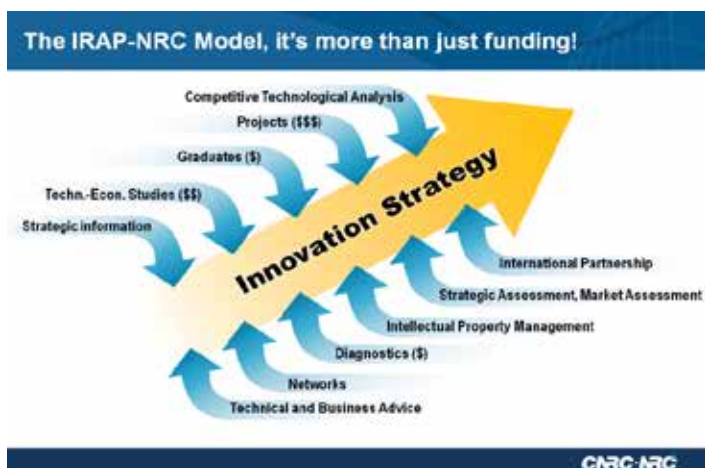 The IRAP-NRC Model, it's more than just funding!
Competitive Technological Analysis
Projects ($$$)
Graduates ($)
Techn.-Econ. Studies ($$)
Strategic information
Innovation Strategy
International Partnership
Strategic Assessment, Market Assessment
Intellectual Property Management
Diagnostics ($)
Networks
Technical and Business Advice
CNRC-NRC